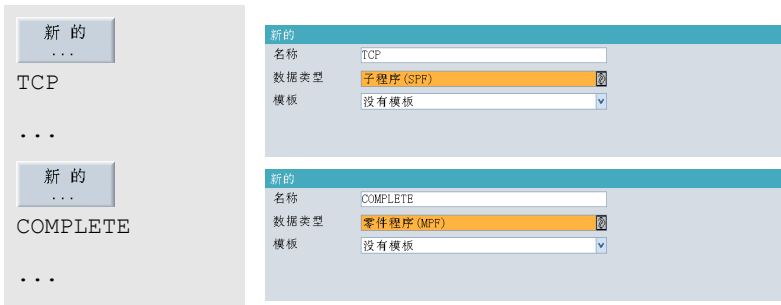 新 的
...
TCP
...
新 的
...
COMPLETE
...
新的
名称 TCP
数据类型 子程序(SPF)
模板 没有模板
新的
名称 COMPLETE
数据类型 零件程序(MPF)
模板 没有模板